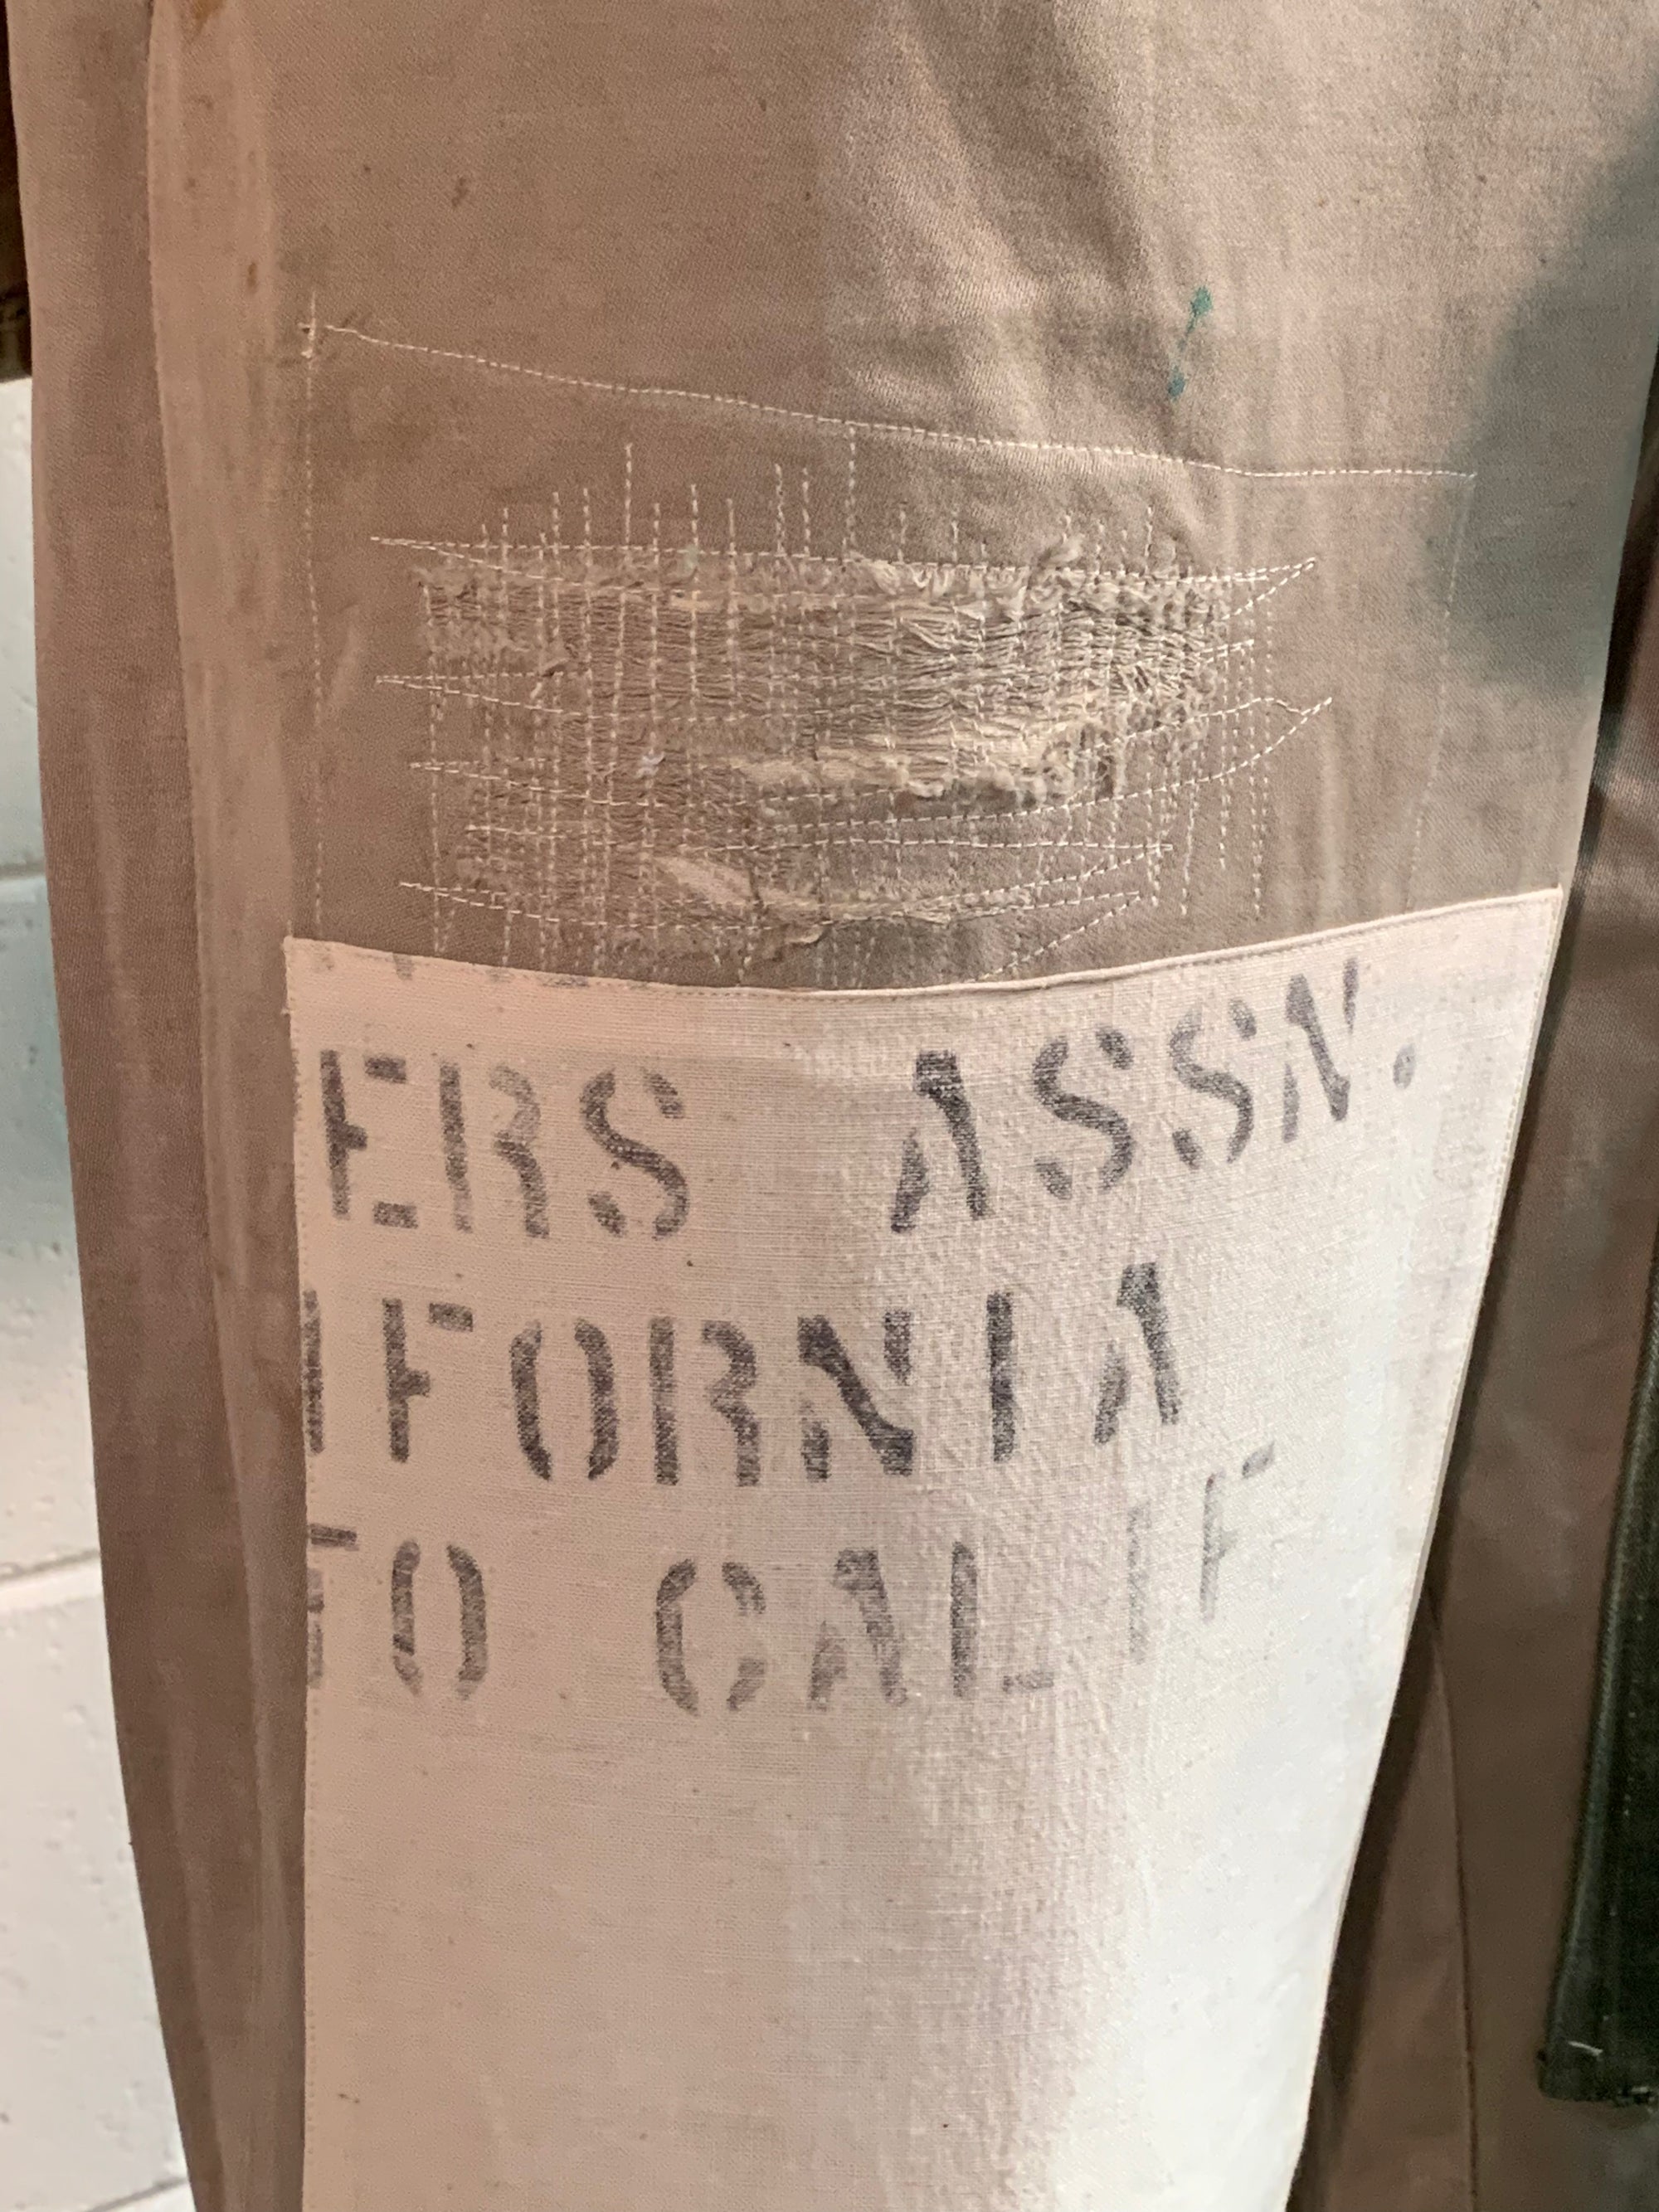 ERS ASSN.
IFORNIA
TO CALIF